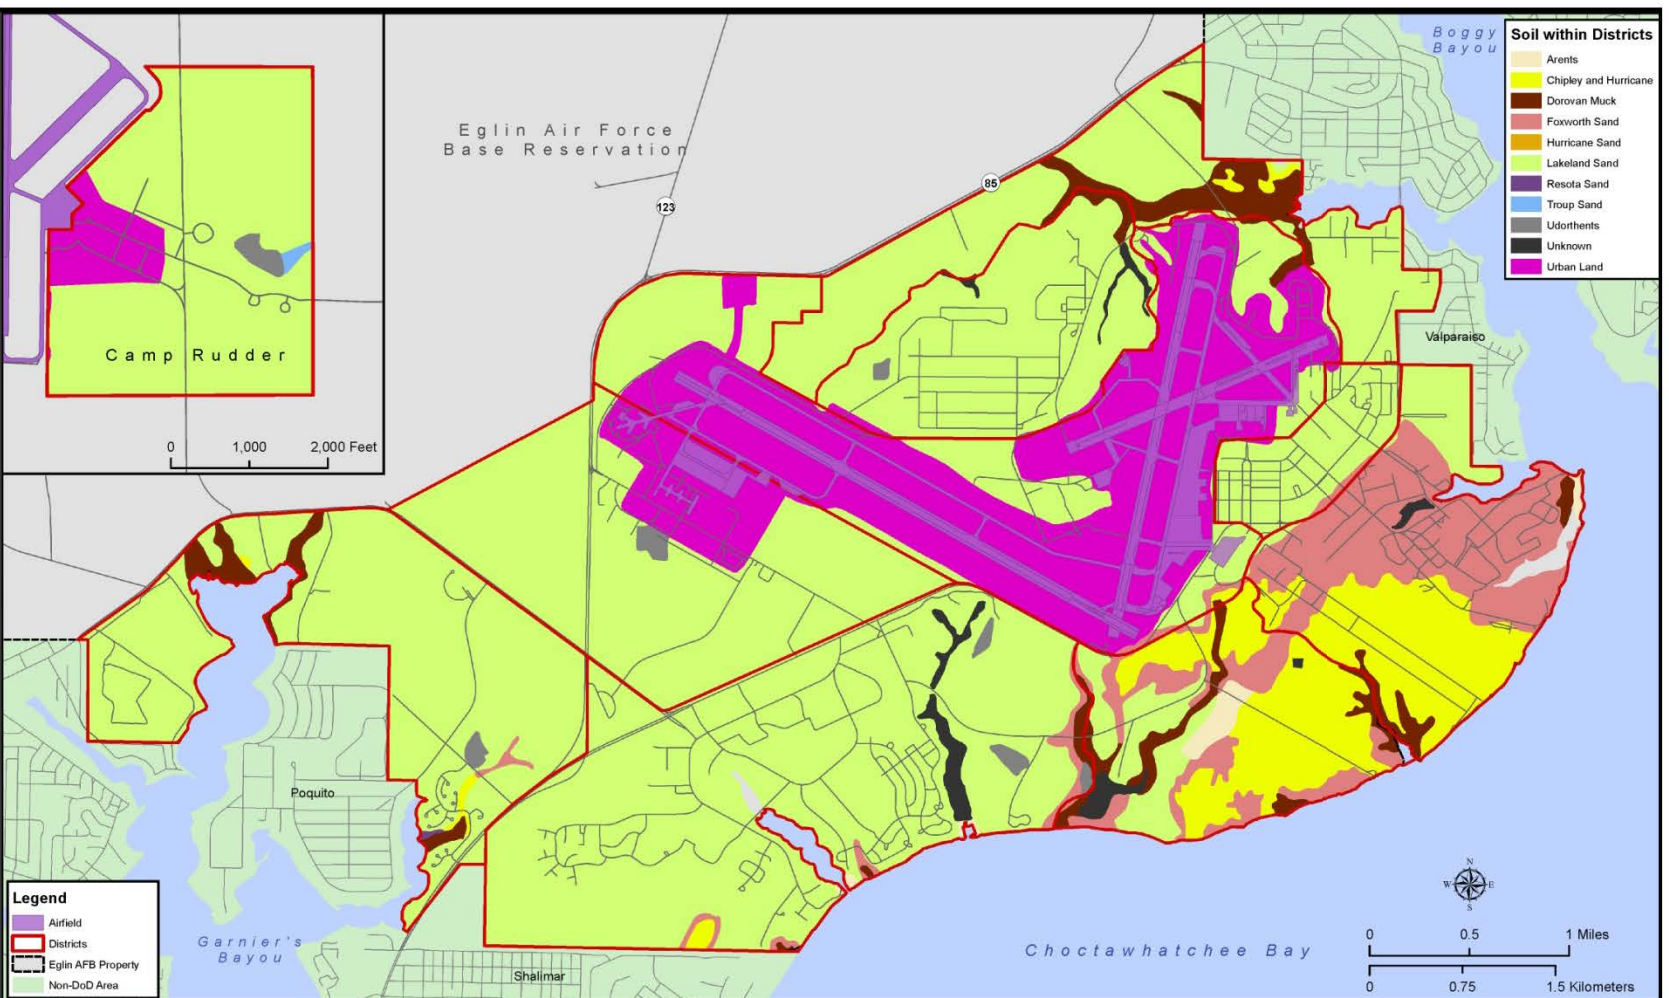 Boggy
Bayou
Soil within Districts
Arents
Chipley and Hurricane
Dorovan Muck
Foxworth Sand
Hurricane Sand
Lakeland Sand
Resota Sand
Troup Sand
Udorthents
Unknown
Urban Land
Eglin Air Force
Base Reservation
85
123
Camp Rudder
0 1,000 2,000 Feet
Valparaiso
Poquito
Legend
Airfield
Districts
Eglin AFB Property
Non-DoD Area
Garnier's
Bayou
Shalimar
Choctawhatchee Bay
N
W E
S
0 0.5 1 Miles
0 0.75 1.5 Kilometers